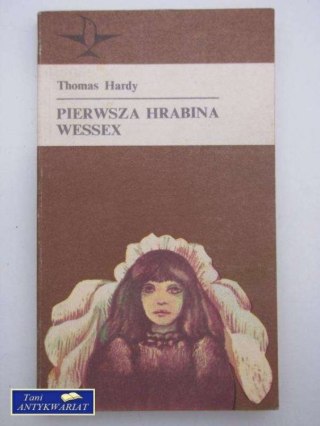 Thomas Hardy
PIERWSZA HRABINA
WESSEX
Tani
ANTYKWARIAT